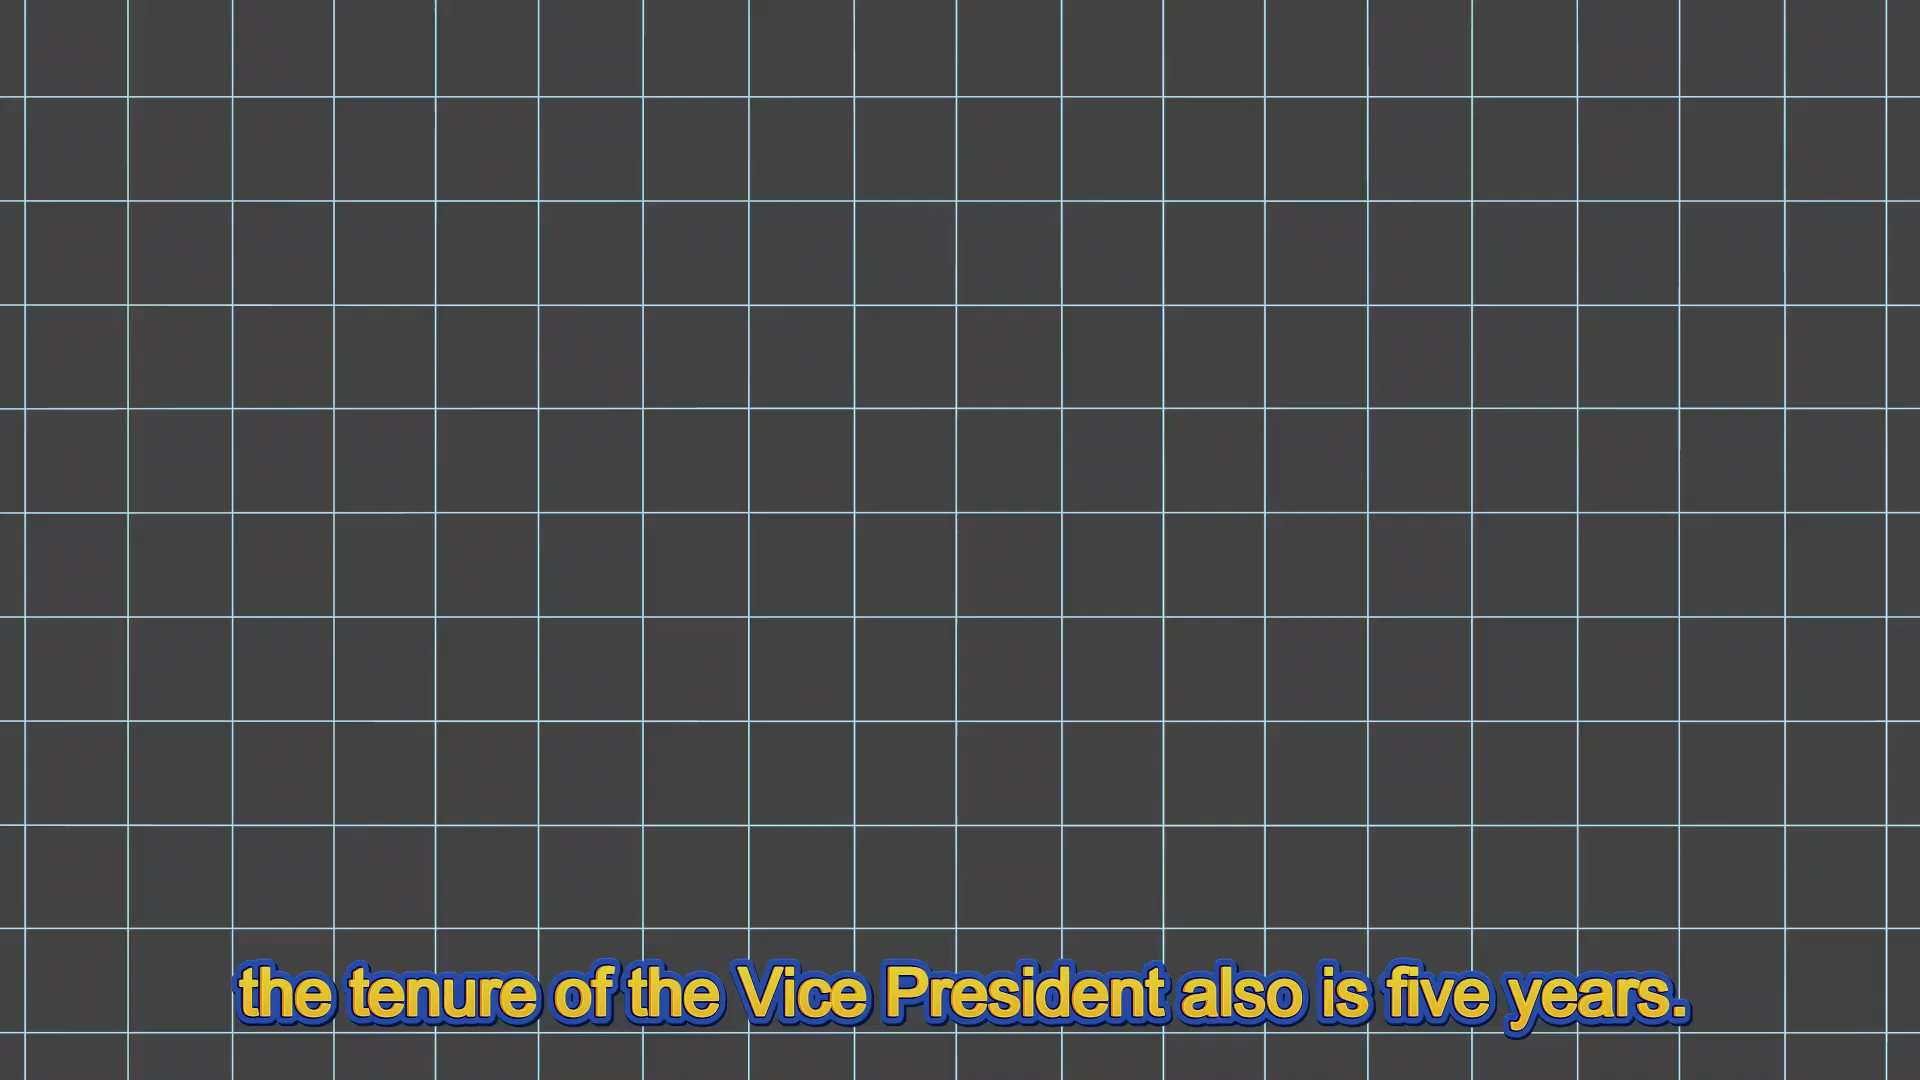 the tenure of the Vice President also is five years.